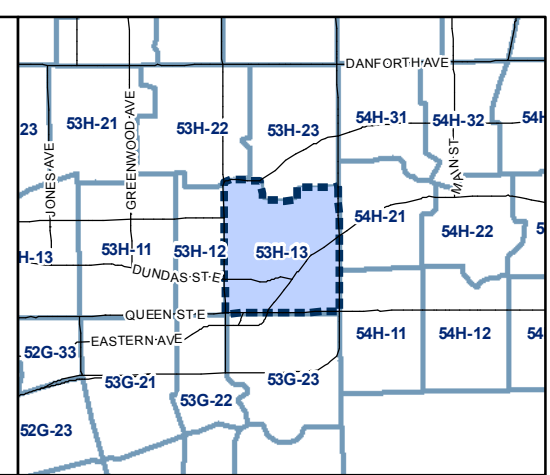 DANFORTH AVE
23
53H-21
GREENWOOD AVE
53H-22
53H-23
54H-31
54H-32
54H
JONES AVE
MAIN ST
H-13
53H-11
53H-12
53H-13
54H-21
54H-22
5
DUNDAS ST E
QUEEN ST E
EASTERN AVE
52G-33
54H-11
54H-12
54
53G-21
53G-22
53G-23
52G-23